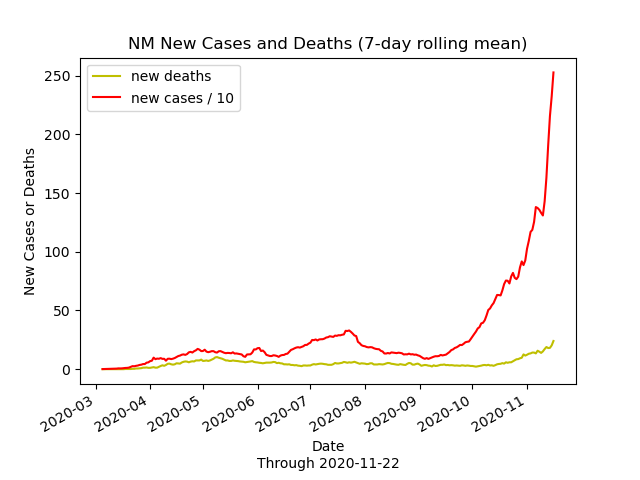 NM New Cases and Deaths (7-day rolling mean)
new deaths
new cases / 10
New Cases or Deaths
250
200
150
100
50
0
2020-03
2020-04
2020-05
2020-06
2020-07
2020-08
2020-09
2020-10
2020-11
Date
Through 2020-11-22